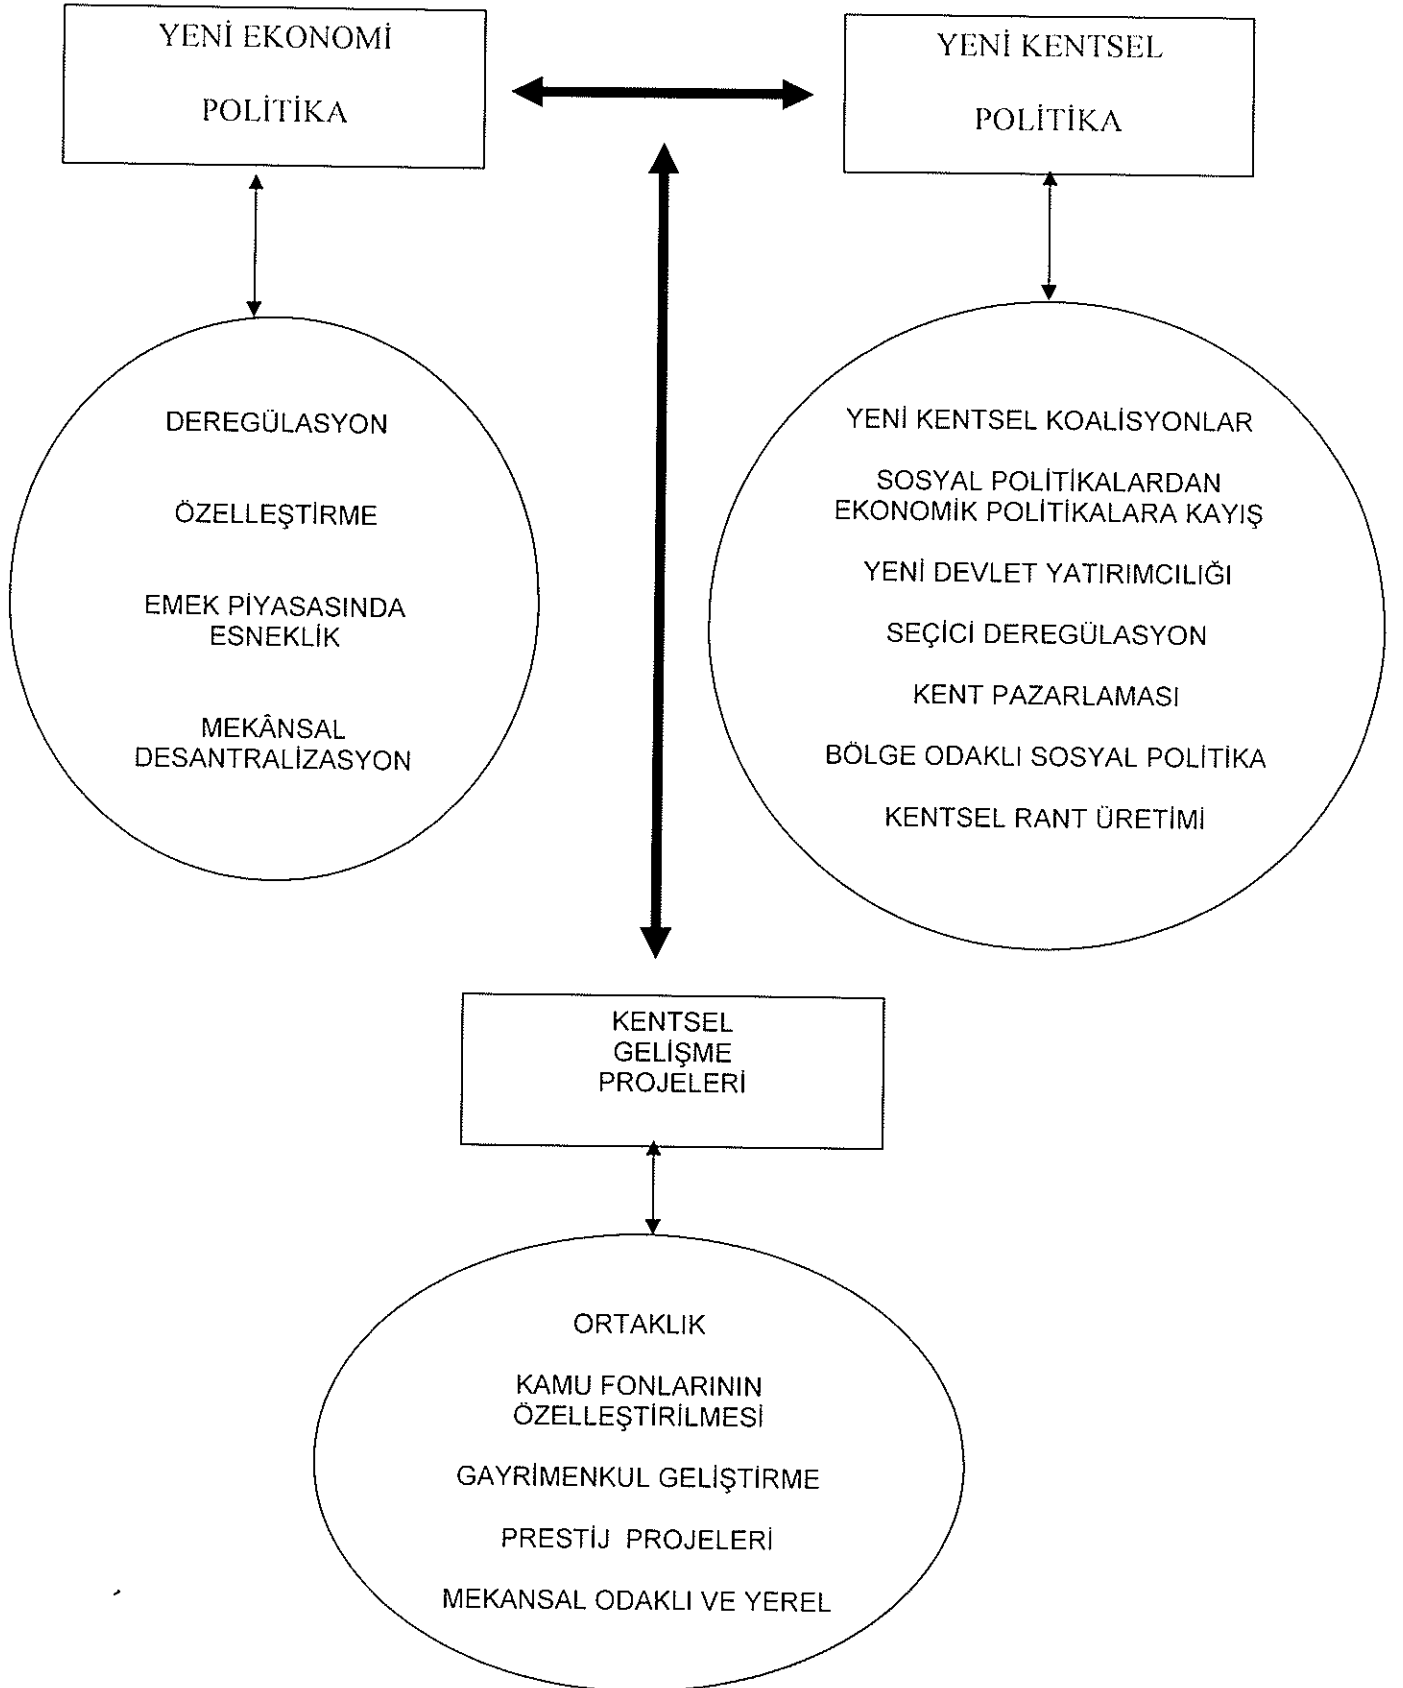 YENİ EKONOMİ
POLİTİKA
YENİ KENTSEL
POLİTİKA
DEREGÜLASYON
ÖZELLEŞTİRME
EMEK PİYASASINDA
ESNEKLİK
MEKÂNSAL
DESANTRALİZASYON
YENİ KENTSEL KOALİSYONLAR
SOSYAL POLİTİKALARDAN
EKONOMİK POLİTİKALARA KAYIŞ
YENİ DEVLET YATIRIMCILIĞI
SEÇİCİ DEREGÜLASYON
KENT PAZARLAMASI
BÖLGE ODAKLI SOSYAL POLİTİKA
KENTSEL RANT ÜRETİMİ
KENTSEL
GELİŞME
PROJELERİ
ORTAKLIK
KAMU FONLARININ
ÖZELLEŞTİRİLMESİ
GAYRİMENKUL GELİŞTİRME
PRESTİJ PROJELERİ
MEKANSAL ODAKLI VE YEREL